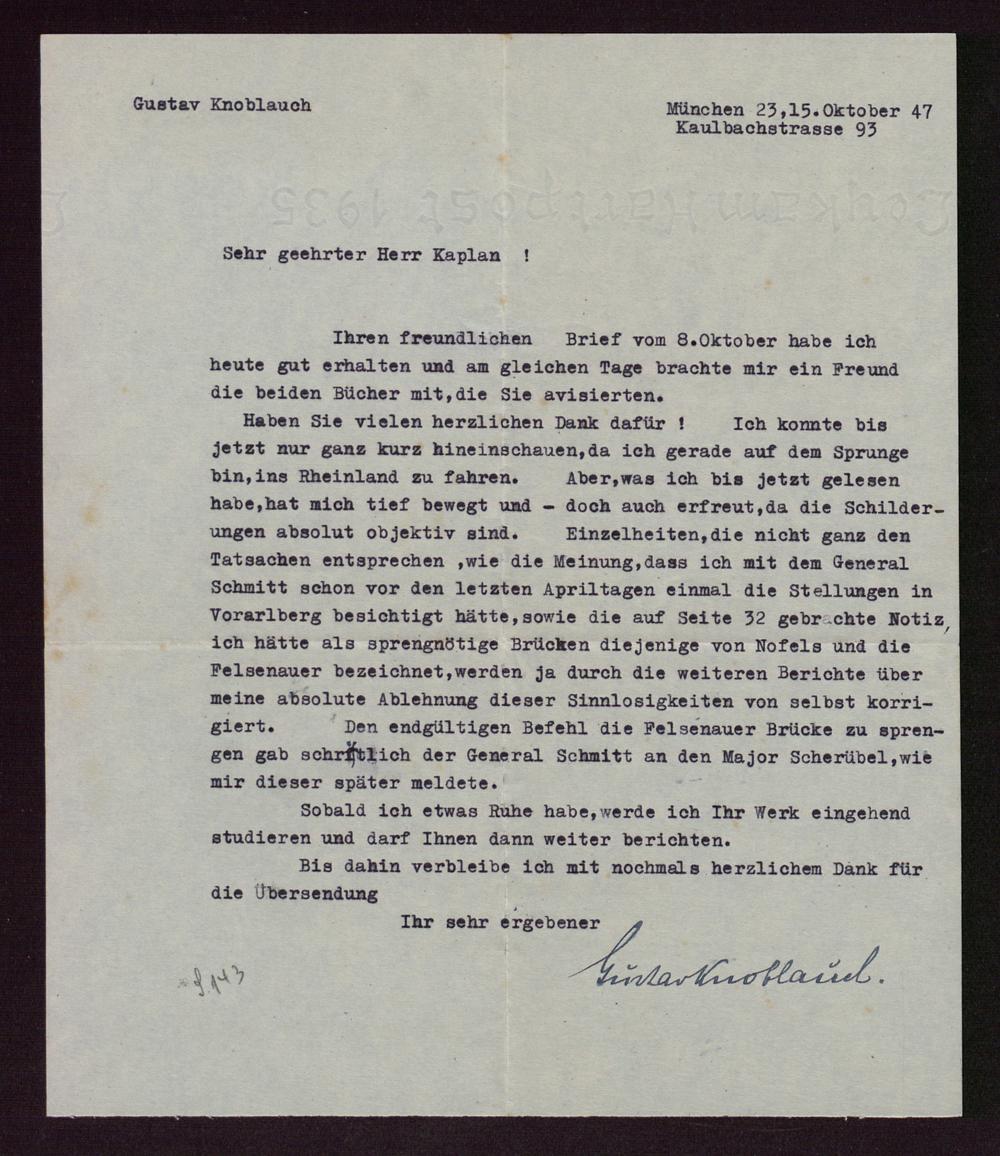 Gustav Knoblauch
München 23,15.Oktober 47
Kaulbachstrasse 93
Leykam Hartpost 1935
L
Sehr geehrter Herr Kaplan !
Ihren freundlichen Brief vom 8.Oktober habe ich
heute gut erhalten und am gleichen Tage brachte mir ein Freund
die beiden Bücher mit,die Sie avisierten.
Haben Sie vielen herzlichen Dank dafür ! Ich konnte bis
jetzt nur ganz kurz hineinschauen,da ich gerade auf dem Sprunge
bin,ins Rheinland zu fahren. Aber,was ich bis jetzt gelesen
habe,hat mich tief bewegt und - doch auch erfreut,da die Schilder-
ungen absolut objektiv sind. Einzelheiten,die nicht ganz den
Tatsachen entsprechen ,wie die Meinung,dass ich mit dem General
Schmitt schon vor den letzten Apriltagen einmal die Stellungen in
Vorarlberg besichtigt hätte,sowie die auf Seite 32 gebrachte Notiz,
ich hätte als sprengnötige Brücken diejenige von Nofels und die
Felsenauer bezeichnet,werden ja durch die weiteren Berichte über
meine absolute Ablehnung dieser Sinnlosigkeiten von selbst korri-
giert. Den endgültigen Befehl die Felsenauer Brücke zu spren-
gen gab schriftlich der General Schmitt an den Major Scherübel,wie
mir dieser später meldete.
Sobald ich etwas Ruhe habe,werde ich Ihr Werk eingehend
studieren und darf Ihnen dann weiter berichten.
Bis dahin verbleibe ich mit nochmals herzlichem Dank für
die Übersendung
Ihr sehr ergebener
Gustav Knoblauch.
S. 143